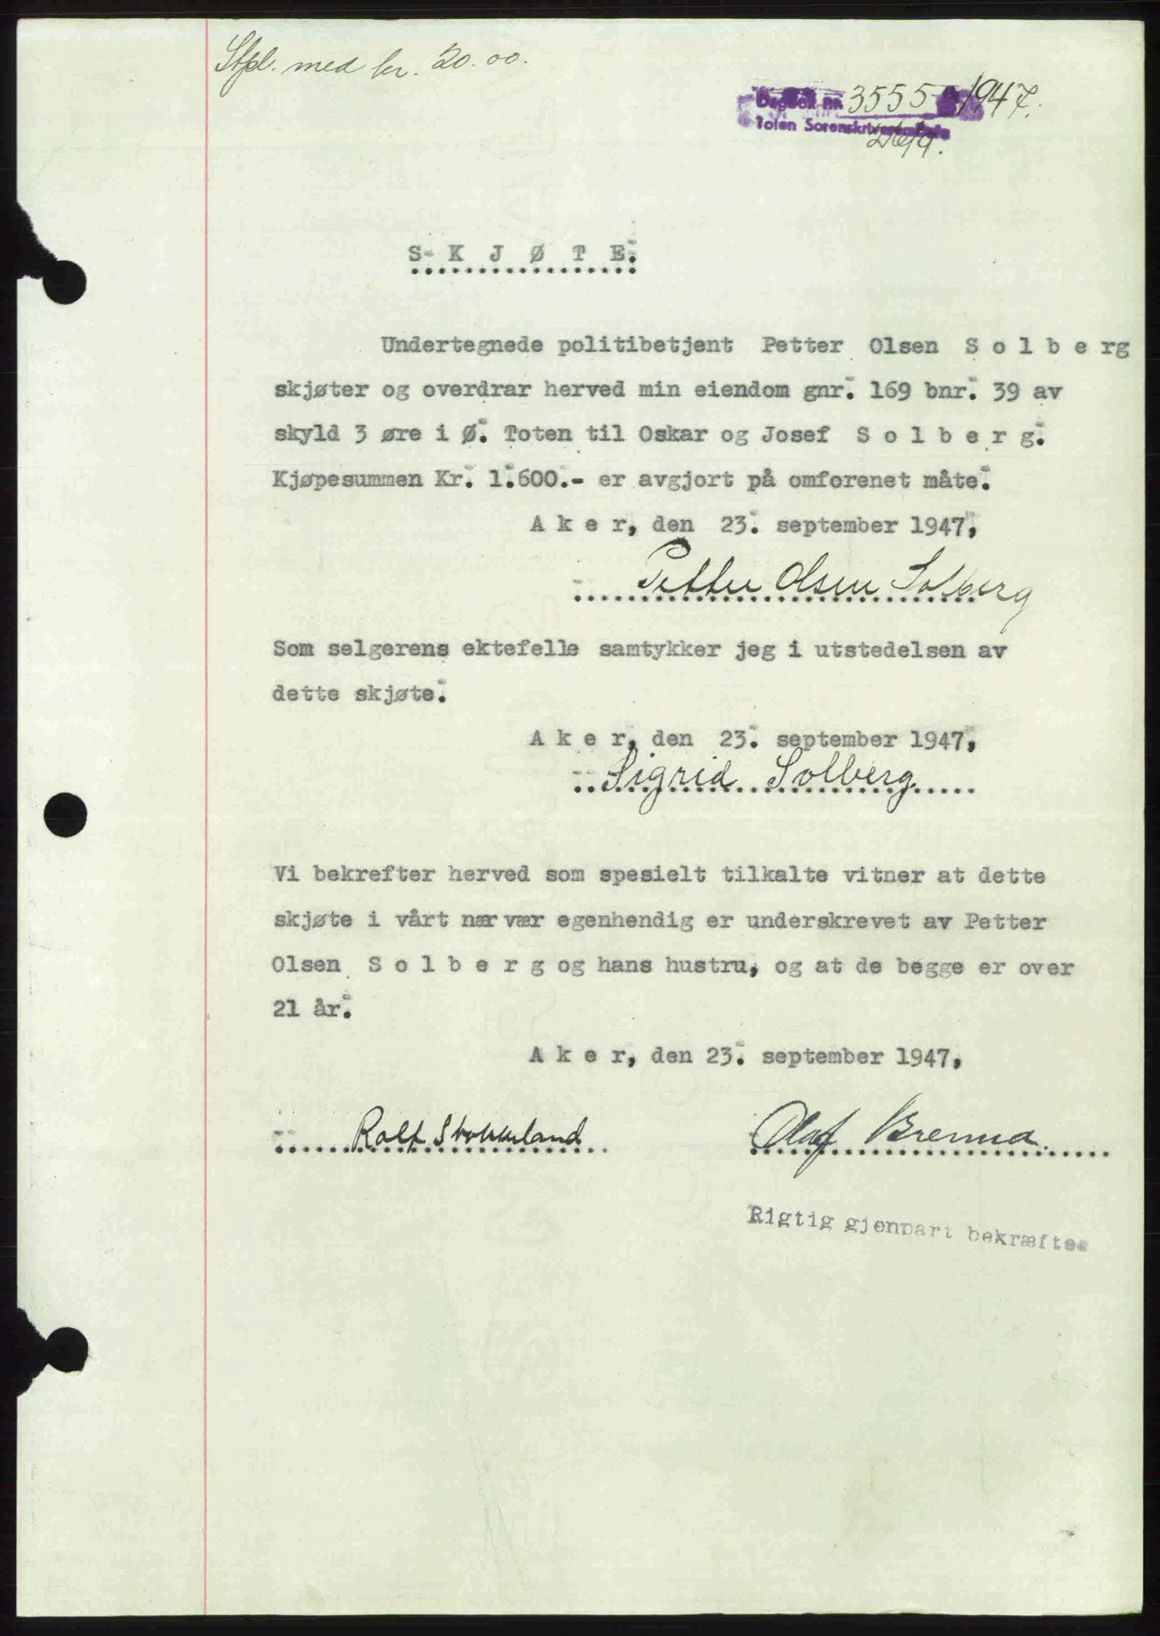 Stpl. med kr. 20.00.
Dagbok nr. 3555 1947.
Toten Sorenskriverembede
26/9.
S K J Ø T E.
Undertegnede politibetjent Petter Olsen S o l b e rg
skjøter og overdrar herved min eiendom gnr. 169 bnr. 39 av
skyld 3 øre i Ø. Toten til Oskar og Josef S o l b e r g.
Kjøpesummen Kr. 1.600.- er avgjort på omforenet måte.
A k e r, den 23. september 1947,
Petter Olsen Solberg
Som selgerens ektefelle samtykker jeg i utstedelsen av
dette skjøte.
A k e r, den 23. september 1947,
Sigrid Solberg
Vi bekrefter herved som spesielt tilkalte vitner at dette
skjøte i vårt nærvær egenhendig er underskrevet av Petter
Olsen S o l b e r g og hans hustru, og at de begge er over
21 år.
A k e r, den 23. september 1947,
Rolf Stokkeland Olaf Brenna.
Rigtig gjenpart bekræftes